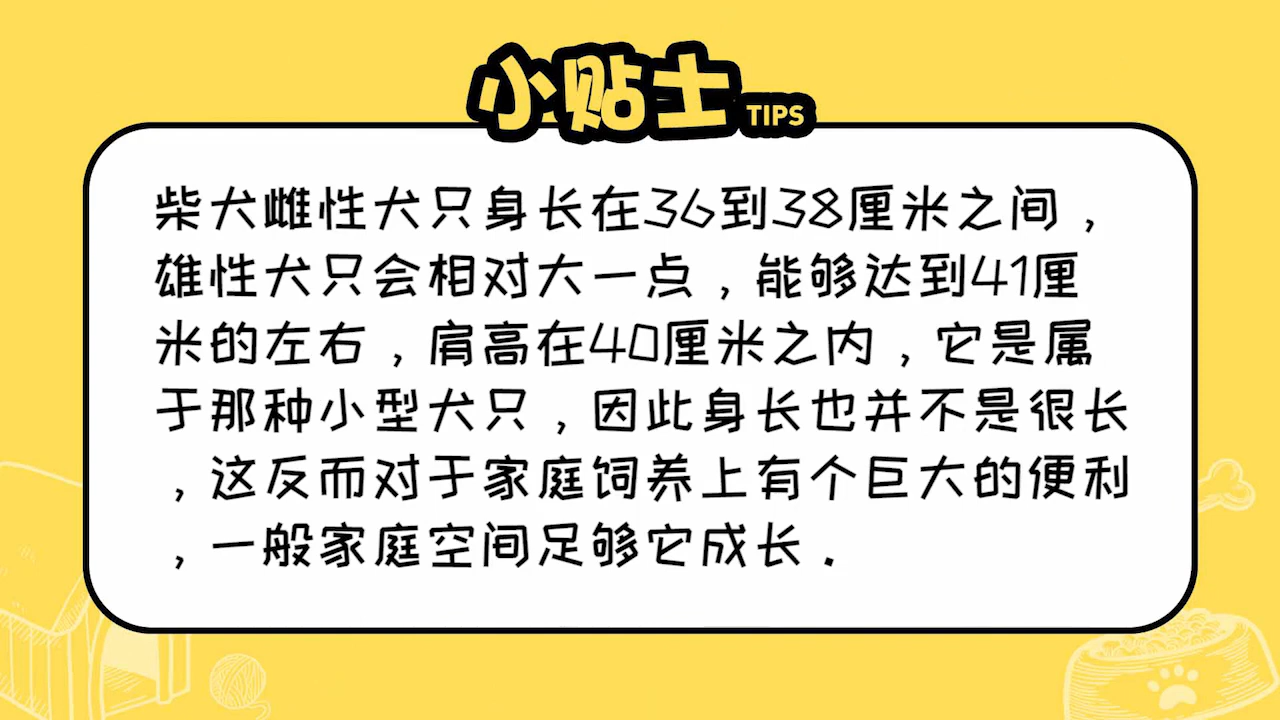 小贴士 TIPS
柴犬雌性犬只身长在36到38厘米之间，
雄性犬只会相对大一点，能够达到41厘
米的左右，肩高在40厘米之内，它是属
于那种小型犬只，因此身长也并不是很长
，这反而对于家庭饲养上有个巨大的便利
，一般家庭空间足够它成长．